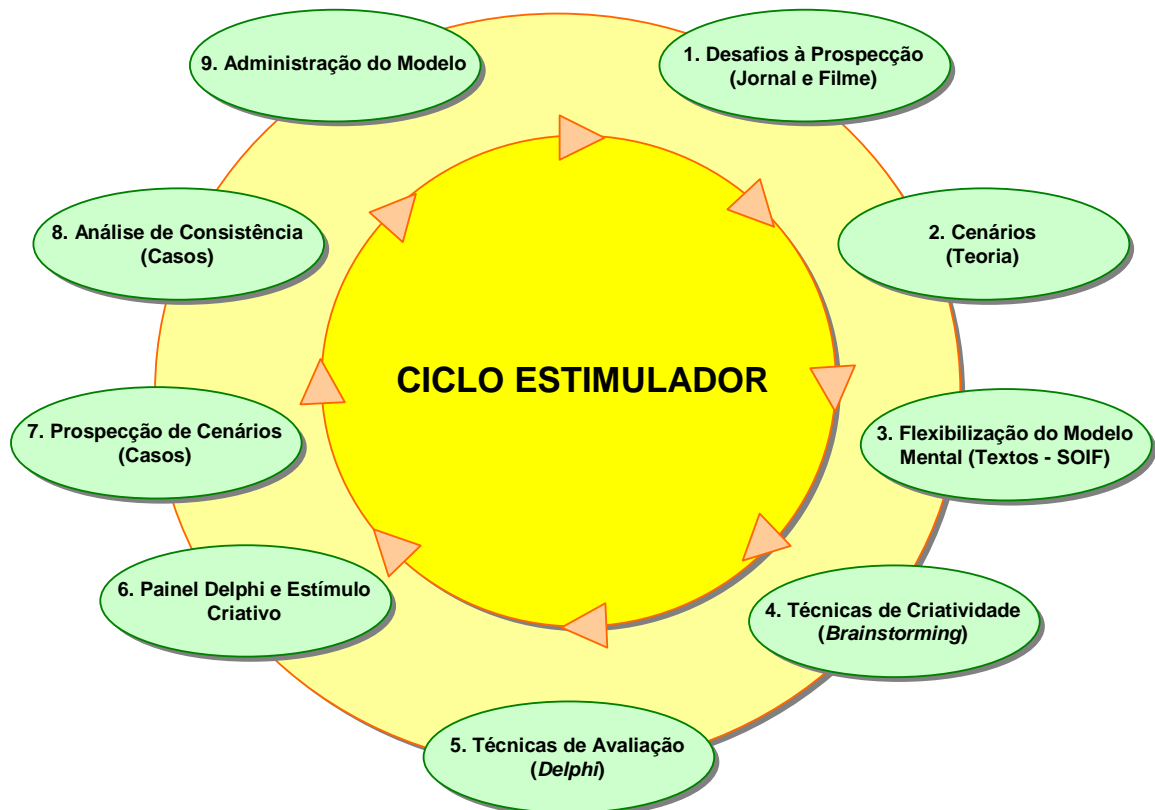 1. Desafios à Prospecção
(Jornal e Filme)
2. Cenários
(Teoria)
3. Flexibilização do Modelo
Mental (Textos - SOIF)
4. Técnicas de Criatividade
(Brainstorming)
5. Técnicas de Avaliação
(Delphi)
6. Painel Delphi e Estímulo
Criativo
7. Prospecção de Cenários
(Casos)
8. Análise de Consistência
(Casos)
9. Administração do Modelo
CICLO ESTIMULADOR